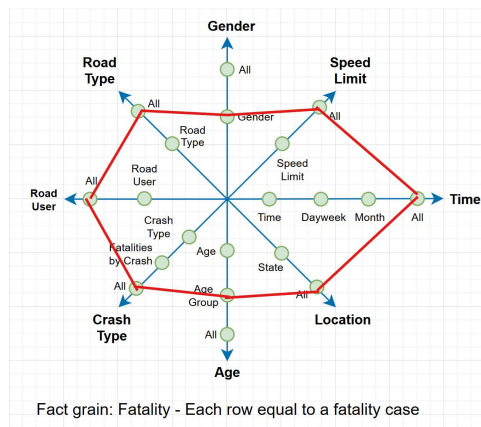 Gender
Road
Type
Speed
Limit
All
All
All
Gender
Road
Type
Speed
Limit
All
Road
User
Road
User
Time
Time
Dayweek
Month
All
Crash
Type
Fatalities
by Crash
Age
State
All
Age
Group
All
All
Crash
Type
Location
Age
Fact grain: Fatality - Each row equal to a fatality case